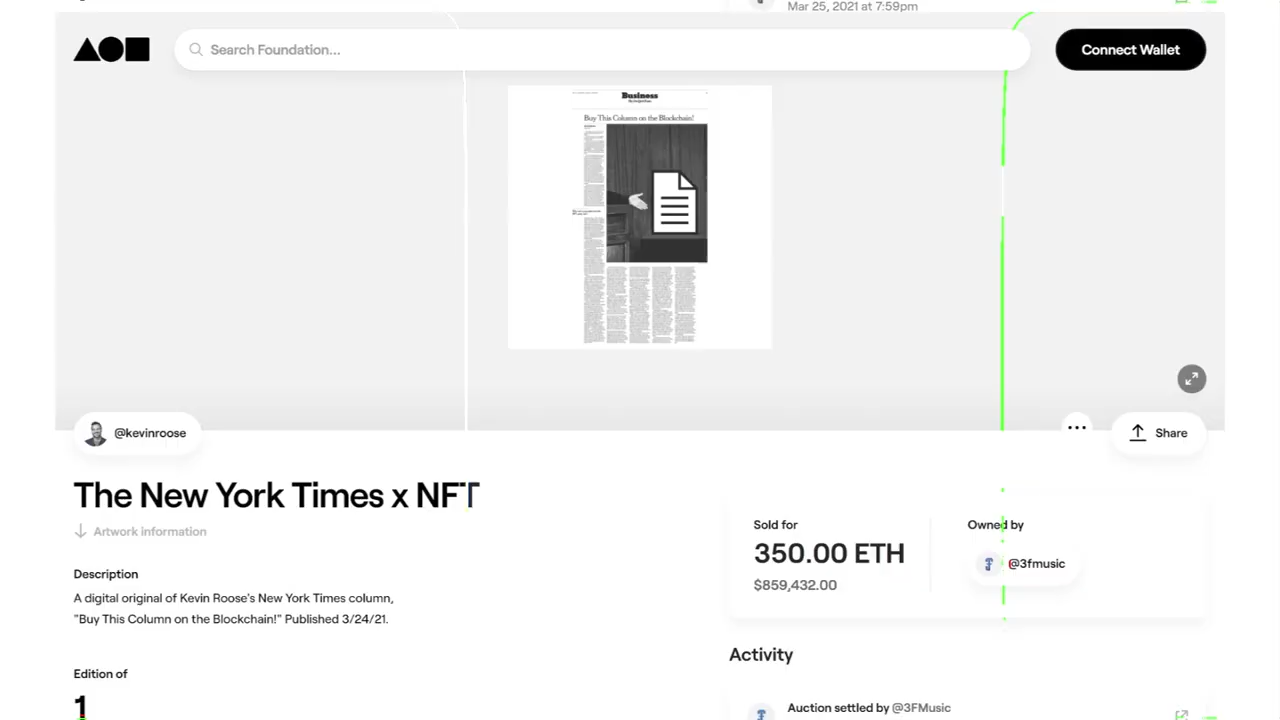 Mar 25, 2021 at 7:59pm
Search Foundation...
Connect Wallet
Business
Buy This Column on the Blockchain!
@kevinroose
Share
The New York Times x NFT
Artwork information
Sold for
Owned by
350.00 ETH
@3fmusic
$859,432.00
Description
A digital original of Kevin Roose's New York Times column,
"Buy This Column on the Blockchain!" Published 3/24/21.
Activity
Edition of
1
Auction settled by @3FMusic